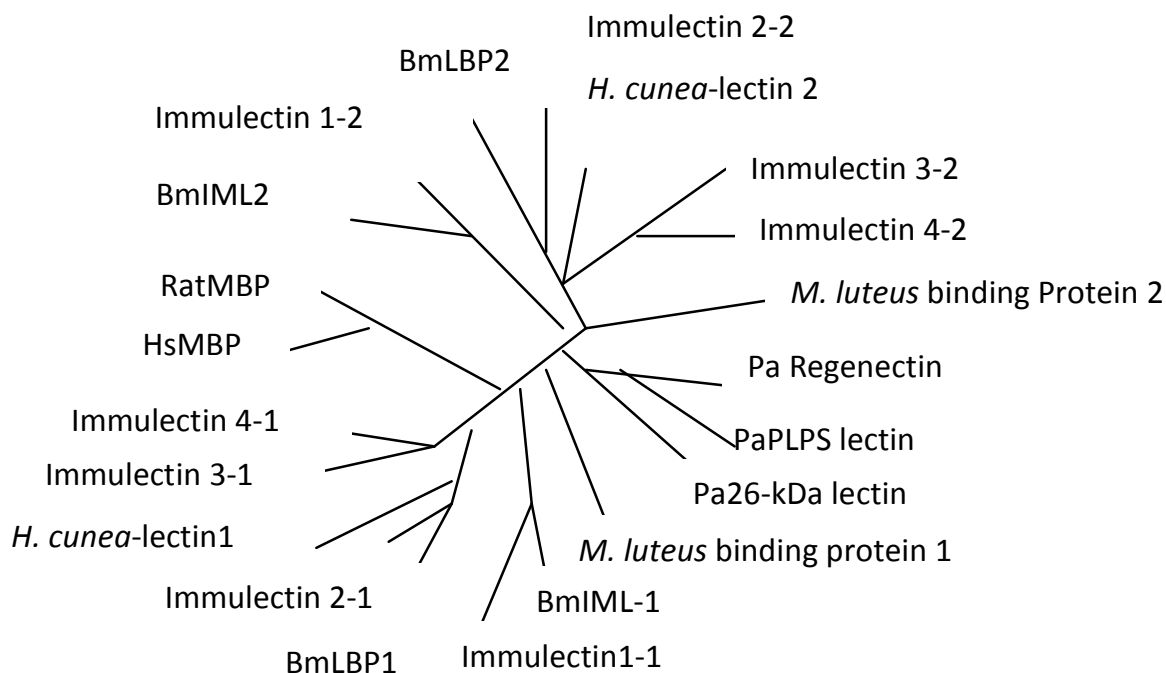 Immulectin 2-2
BmLBP2
H. cunea-lectin 2
Immulectin 1-2
Immulectin 3-2
BmIML2
Immulectin 4-2
RatMBP
M. luteus binding Protein 2
HsMBP
Pa Regenectin
Immulectin 4-1
PaPLPS lectin
Immulectin 3-1
Pa26-kDa lectin
H. cunea-lectin1
M. luteus binding protein 1
Immulectin 2-1
BmIML-1
BmLBP1
Immulectin1-1